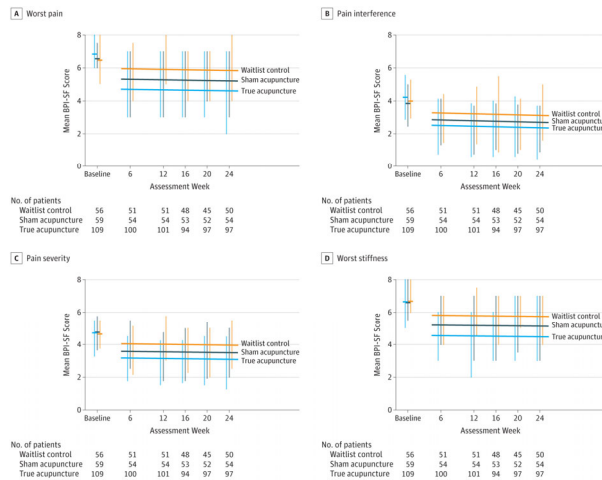 A Worst pain
8
6
4
2
0
Mean BPI-SF Score
Waitlist control
Sham acupuncture
True acupuncture
Baseline 6 12 16 20 24
Assessment Week
No. of patients
Waitlist control 56 51 51 48 45 50
Sham acupuncture 59 54 54 53 52 54
True acupuncture 109 100 101 94 97 97
B Pain interference
8
6
4
2
0
Mean BPI-SF Score
Waitlist control
Sham acupunctu
True acupuncture
Baseline 6 12 16 20 24
Assessment Week
No. of patients
Waitlist control 56 51 51 48 45 50
Sham acupuncture 59 54 54 53 52 54
True acupuncture 109 100 101 94 97 97
C Pain severity
8
6
4
2
0
Mean BPI-SF Score
Waitlist control
Sham acupuncture
True acupuncture
Baseline 6 12 16 20 24
Assessment Week
No. of patients
Waitlist control 56 51 51 48 45 50
Sham acupuncture 59 54 54 53 52 54
True acupuncture 109 100 101 94 97 97
D Worst stiffness
8
6
4
2
0
Mean BPI-SF Score
Waitlist control
Sham acupunctu
True acupuncture
Baseline 6 12 16 20 24
Assessment Week
No. of patients
Waitlist control 56 51 51 48 45 50
Sham acupuncture 59 54 54 53 52 54
True acupuncture 109 100 101 94 97 97